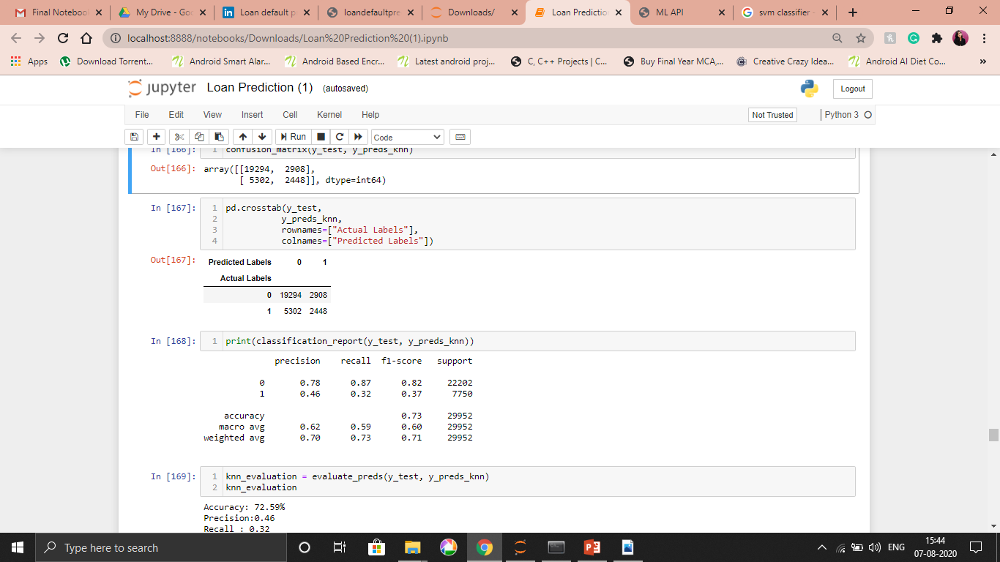 Final Noteboo
My Drive - Goo
Loan default p
loandefaultpre
Downloads/
Loan Predictio
ML API
svm classifier -
localhost:8888/notebooks/Downloads/Loan%20Prediction%20(1).ipynb
Apps
Download Torrent...
Android Smart Alar...
Android Based Encr...
Latest android proj...
C, C++ Projects | C...
Buy Final Year MCA,...
Creative Crazy Idea...
Android AI Diet Co...
»
jupyter Loan Prediction (1) (autosaved)
Logout
File Edit View Insert Cell Kernel Help
Not Trusted
Python 3
Run
Code
In [166]: 1 confusion_matrix(y_test, y_preds_knn)
Out[166]: array([[19294, 2908],
[ 5302, 2448]], dtype=int64)
In [167]: 1 pd.crosstab(y_test,
2 y_preds_knn,
3 rownames=["Actual Labels"],
4 colnames=["Predicted Labels"])
Out[167]: Predicted Labels 0 1
Actual Labels
0 19294 2908
1 5302 2448
In [168]: 1 print(classification_report(y_test, y_preds_knn))
precision recall f1-score support
0 0.78 0.87 0.82 22202
1 0.46 0.32 0.37 7750
accuracy 0.73 29952
macro avg 0.62 0.59 0.60 29952
weighted avg 0.70 0.73 0.71 29952
In [169]: 1 knn_evaluation = evaluate_preds(y_test, y_preds_knn)
2 knn_evaluation
Accuracy: 72.59%
Precision:0.46
Recall : 0.32
Type here to search
ENG
15:44
07-08-2020